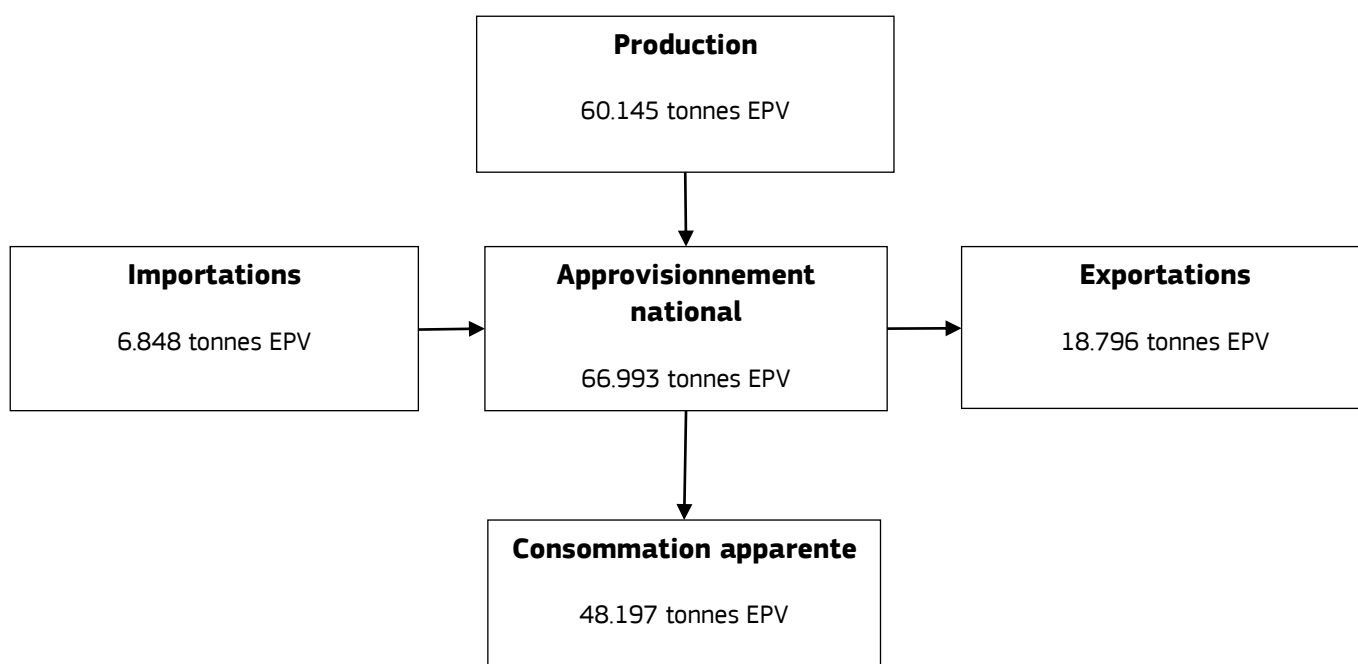 Production
60.145 tonnes EPV
Importations
6.848 tonnes EPV
Approvisionnement
national
66.993 tonnes EPV
Exportations
18.796 tonnes EPV
Consommation apparente
48.197 tonnes EPV